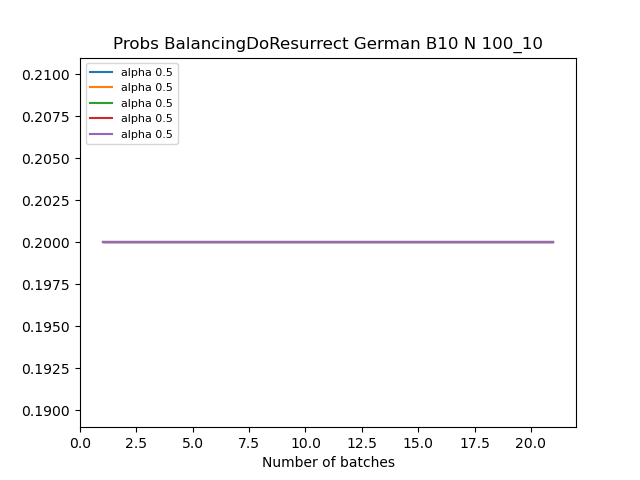 Probs BalancingDoResurrect German B10 N 100_10
0.2100
0.2075
0.2050
0.2025
0.2000
0.1975
0.1950
0.1925
0.1900
alpha 0.5
alpha 0.5
alpha 0.5
alpha 0.5
alpha 0.5
0.0 2.5 5.0 7.5 10.0 12.5 15.0 17.5 20.0
Number of batches